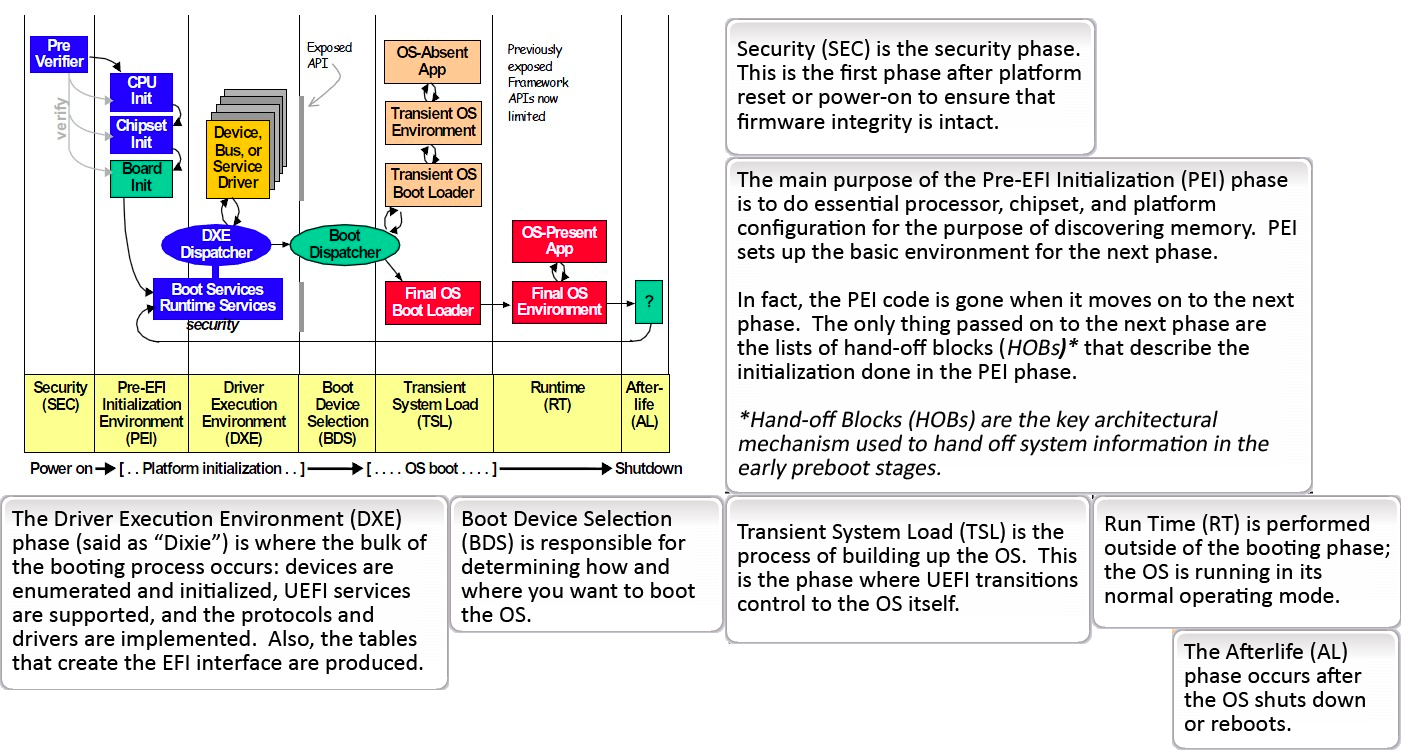 Pre
Verifier
verify
CPU
Init
Chipset
Init
Board
Init
Device,
Bus, or
Service
Driver
DXE
Dispatcher
Boot Services
Runtime Services
security
Exposed
API
Boot
Dispatcher
OS-Absent
App
Transient OS
Environment
Transient OS
Boot Loader
Final OS
Boot Loader
Previously
exposed
Framework
APIs now
limited
OS-Present
App
Final OS
Environment
?
Security
(SEC)
Pre-EFI
Initialization
Environment
(PEI)
Driver
Execution
Environment
(DXE)
Boot
Device
Selection
(BDS)
Transient
System Load
(TSL)
Runtime
(RT)
After-
life
(AL)
Power on [ . . Platform initialization . . ] [ . . . . OS boot . . . . ] Shutdown
Security (SEC) is the security phase.
This is the first phase after platform
reset or power-on to ensure that
firmware integrity is intact.
The main purpose of the Pre-EFI Initialization (PEI) phase
is to do essential processor, chipset, and platform
configuration for the purpose of discovering memory. PEI
sets up the basic environment for the next phase.
In fact, the PEI code is gone when it moves on to the next
phase. The only thing passed on to the next phase are
the lists of hand-off blocks (HOBs)* that describe the
initialization done in the PEI phase.
*Hand-off Blocks (HOBs) are the key architectural
mechanism used to hand off system information in the
early preboot stages.
The Driver Execution Environment (DXE)
phase (said as “Dixie”) is where the bulk of
the booting process occurs: devices are
enumerated and initialized, UEFI services
are supported, and the protocols and
drivers are implemented. Also, the tables
that create the EFI interface are produced.
Boot Device Selection
(BDS) is responsible for
determining how and
where you want to boot
the OS.
Transient System Load (TSL) is the
process of building up the OS. This
is the phase where UEFI transitions
control to the OS itself.
Run Time (RT) is performed
outside of the booting phase;
the OS is running in its
normal operating mode.
The Afterlife (AL)
phase occurs after
the OS shuts down
or reboots.